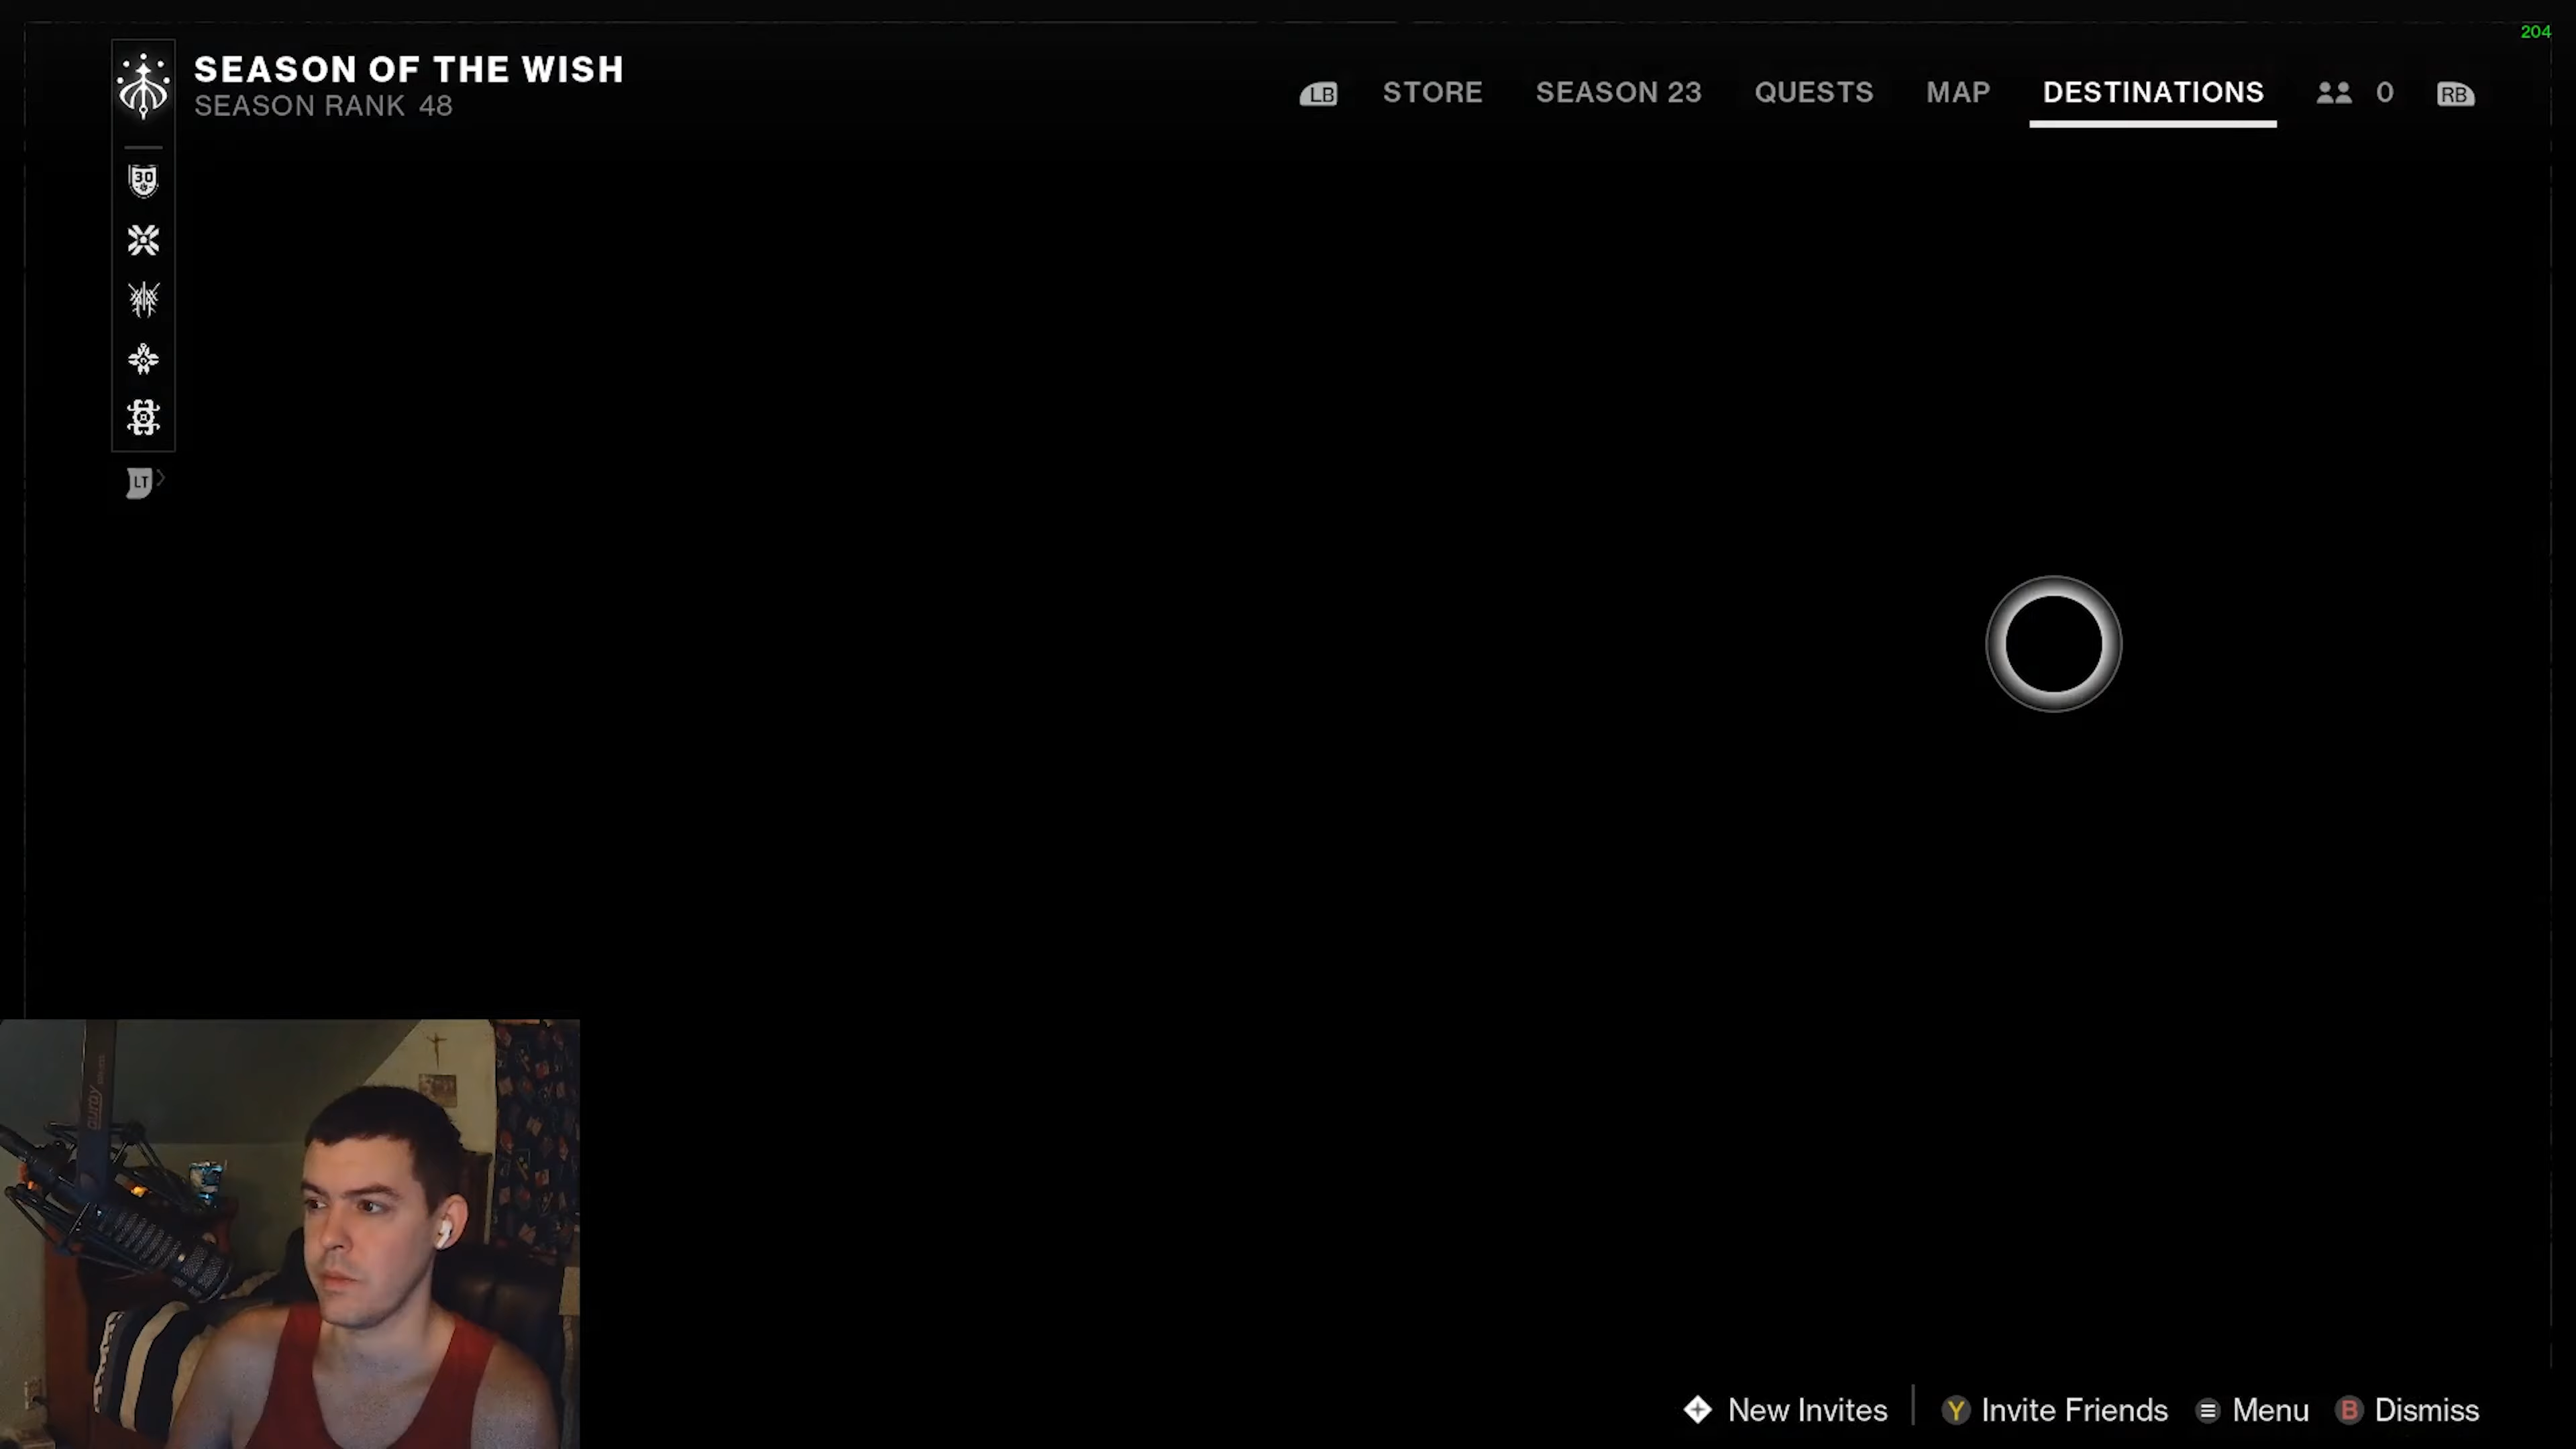 204
SEASON OF THE WISH
SEASON RANK 48
LB STORE SEASON 23 QUESTS MAP DESTINATIONS 0 RB
30
LT
New Invites Y Invite Friends Menu B Dismiss